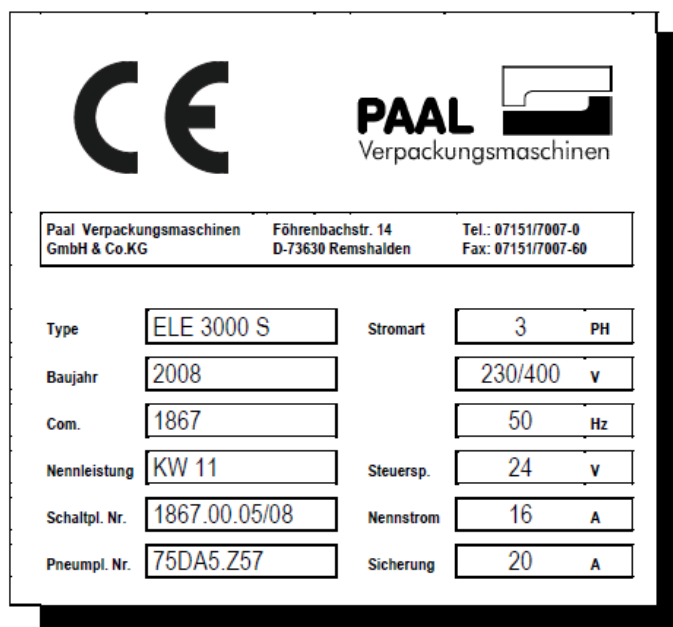 CE
PAAL
Verpackungsmaschinen
Paal Verpackungsmaschinen Föhrenbachstr. 14 Tel.: 07151/7007-0
GmbH & Co.KG D-73630 Remshalden Fax: 07151/7007-60
Type ELE 3000 S Stromart 3 PH
Baujahr 2008 230/400 V
Com. 1867 50 Hz
Nennleistung KW 11 Steuersp. 24 V
Schaltpl. Nr. 1867.00.05/08 Nennstrom 16 A
Pneumpl. Nr. 75DA5.Z57 Sicherung 20 A